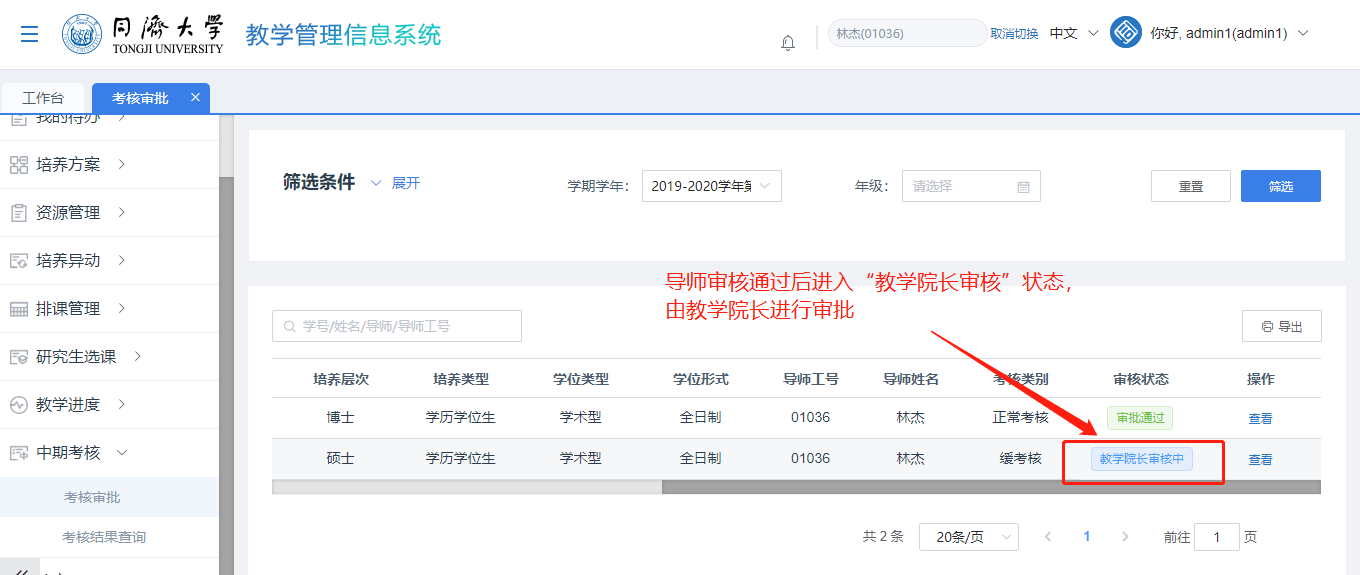 同濟大学
TONGJI UNIVERSITY
教学管理信息系统
林杰(01036) 取消切换 中文 你好, admin1(admin1)
工作台 考核审批 ×
我的待办
培养方案
资源管理
培养异动
排课管理
研究生选课
教学进度
中期考核
考核审批
考核结果查询
筛选条件 展开 学期学年: 2019-2020学年第 年级: 请选择 重置 筛选
导师审核通过后进入“教学院长审核”状态,
由教学院长进行审批
学号/姓名/导师/导师工号 导出
培养层次 培养类型 学位类型 学位形式 导师工号 导师姓名 考核类别 审核状态 操作
博士 学历学位生 学术型 全日制 01036 林杰 正常考核 审批通过 查看
硕士 学历学位生 学术型 全日制 01036 林杰 缓考核 教学院长审核中 查看
共 2 条 20条/页 1 前往 1 页